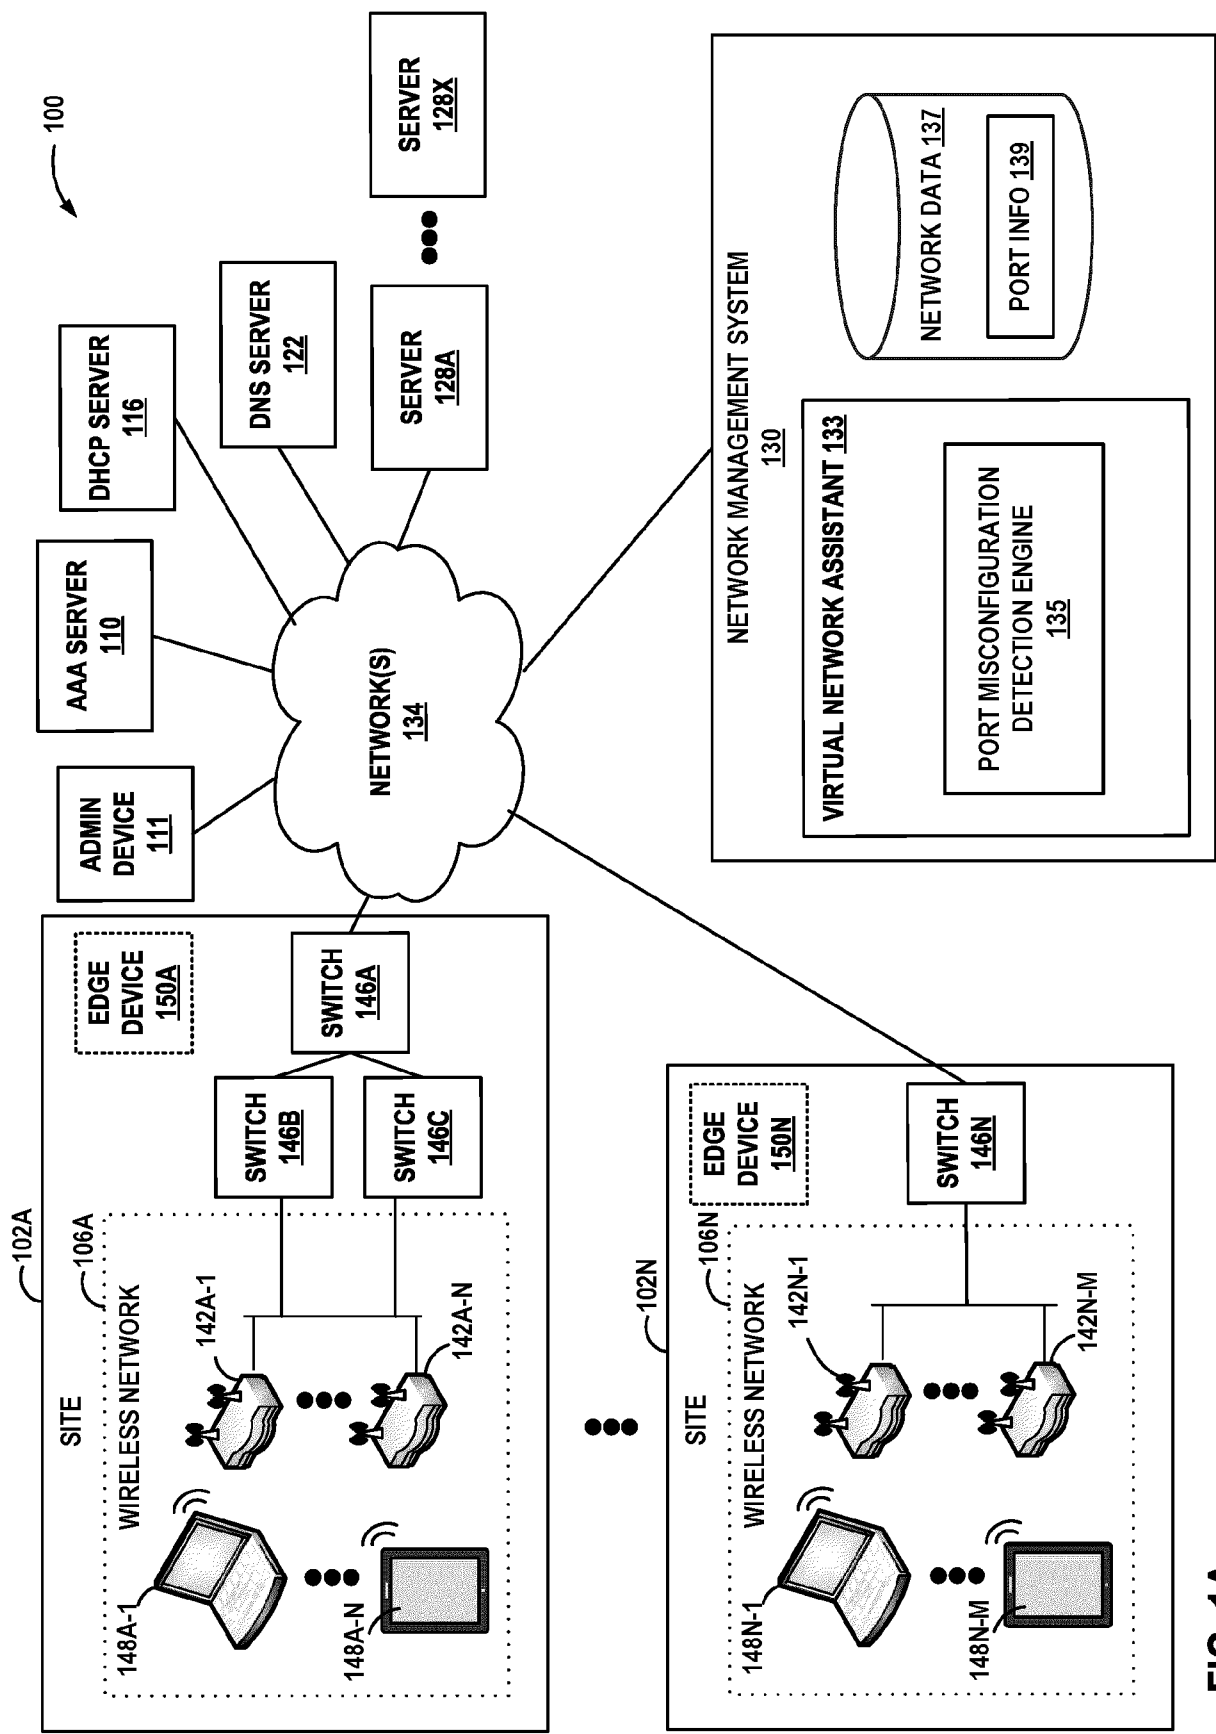 100
102A
SITE
106A
WIRELESS NETWORK
148A-1
148A-N
142A-1
142A-N
EDGE
DEVICE
150A
SWITCH
146B
SWITCH
146C
SWITCH
146A
ADMIN
DEVICE
111
AAA SERVER
110
DHCP SERVER
116
DNS SERVER
122
SERVER
128A
SERVER
128X
NETWORK(S)
134
102N
SITE
106N
WIRELESS NETWORK
148N-1
148N-M
142N-1
142N-M
EDGE
DEVICE
150N
SWITCH
146N
NETWORK MANAGEMENT SYSTEM
130
VIRTUAL NETWORK ASSISTANT 133
PORT MISCONFIGURATION
DETECTION ENGINE
135
NETWORK DATA 137
PORT INFO 139
FIG. 1A